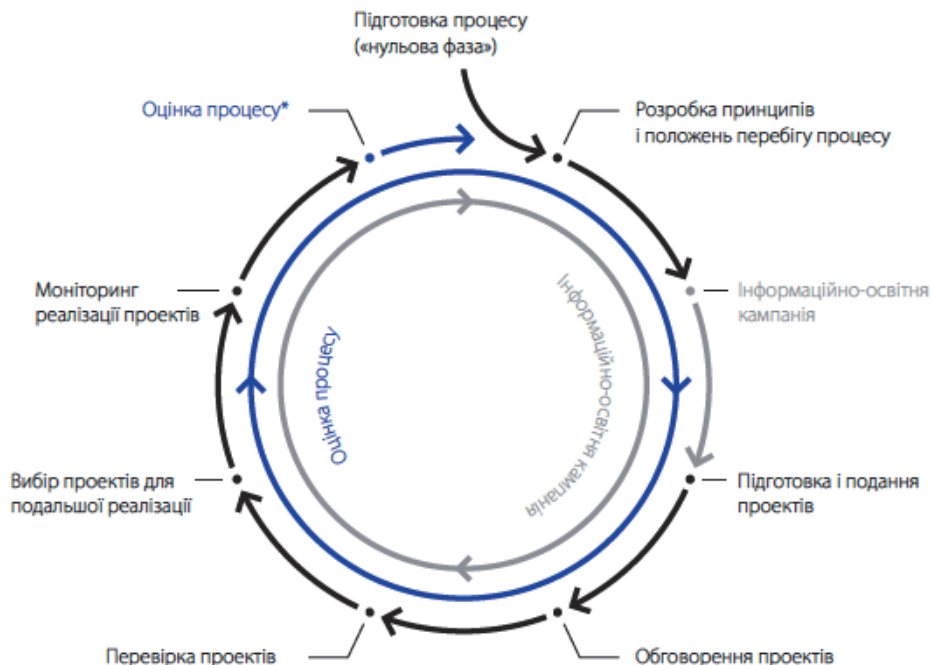 Підготовка процесу
(«нульова фаза»)
Оцінка процесу*
Розробка принципів
і положень перебігу процесу
Моніторинг
реалізації проектів
Інформаційно-освітня
кампанія
Оцінка процесу
Інформаційно-освітня кампанія
Вибір проектів для
подальшої реалізації
Підготовка і подання
проектів
Перевірка проектів
Обговорення проектів